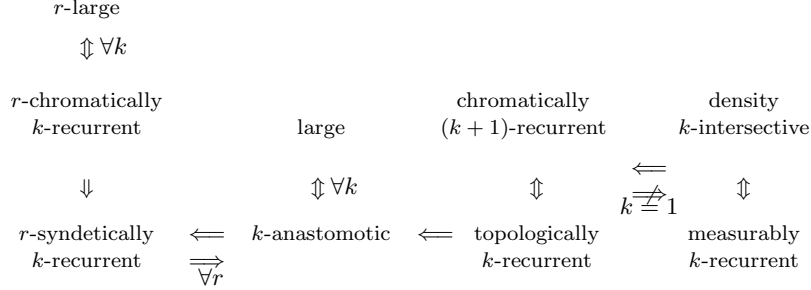 r-large
⇕ ∀k
r-chromatically
k-recurrent
large
chromatically
(k + 1)-recurrent
density
k-intersective
⇓
⇕ ∀k
⇕
⇐
⇏
k = 1
⇕
r-syndetically
k-recurrent
⇐
⇒
∀r
k-anastomotic
⇐
topologically
k-recurrent
measurably
k-recurrent